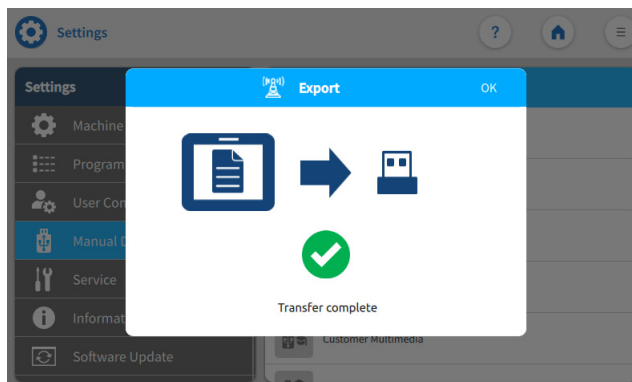 Settings
?
Settings
Export
OK
Machine
Program
User Con
Manual D
Service
i
Informat
Software Update
Transfer complete
Customer Multimedia